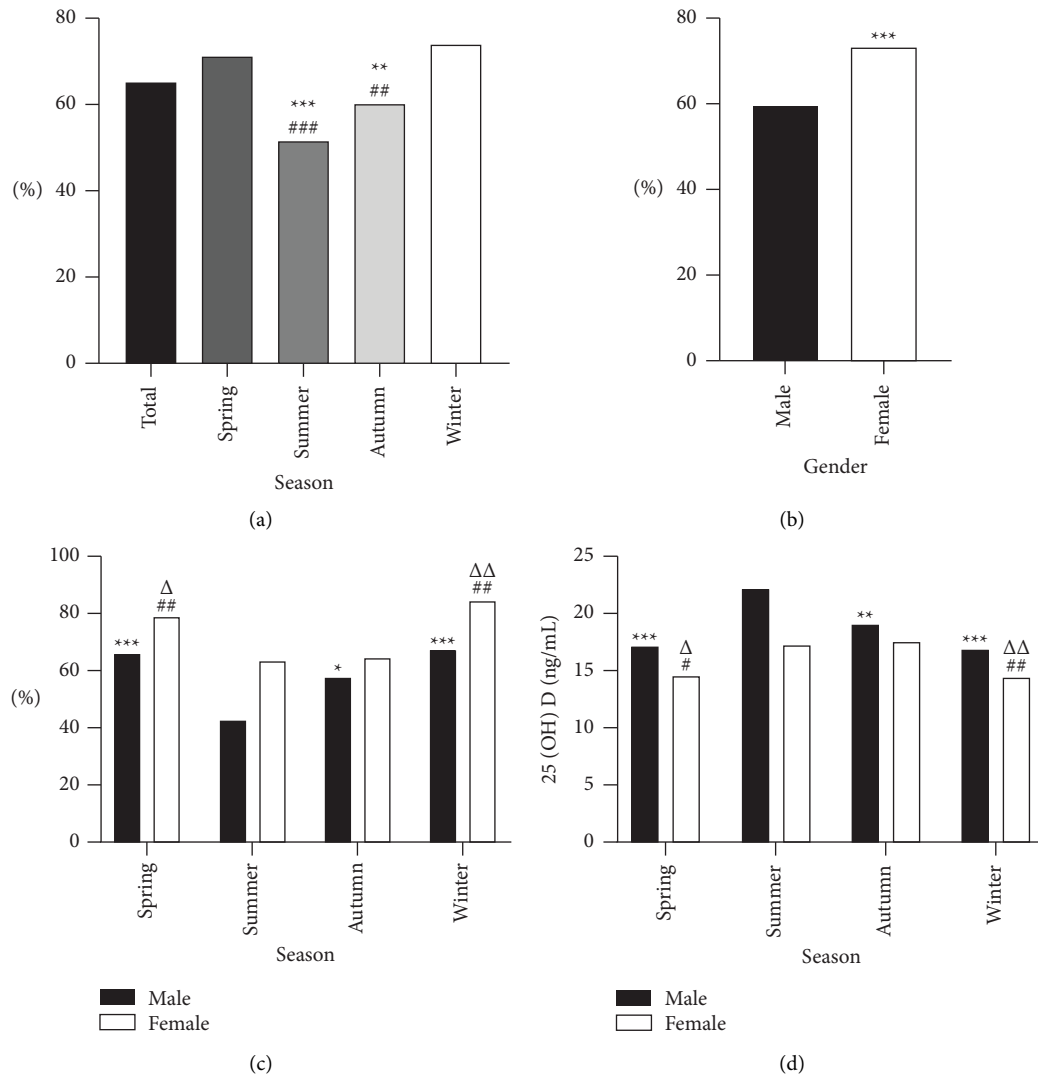 80
60
40
20
0
(%)
***
###
**
##
Total
Spring
Summer
Autumn
Winter
Season
(a)
80
60
40
20
0
(%)
***
Male
Female
Gender
(b)
100
80
60
40
20
0
(%)
***
Δ
##
*
***
ΔΔ
##
Spring
Summer
Autumn
Winter
Season
Male
Female
(c)
25
20
15
10
5
0
25 (OH) D (ng/mL)
***
Δ
#
**
***
ΔΔ
##
Spring
Summer
Autumn
Winter
Season
Male
Female
(d)